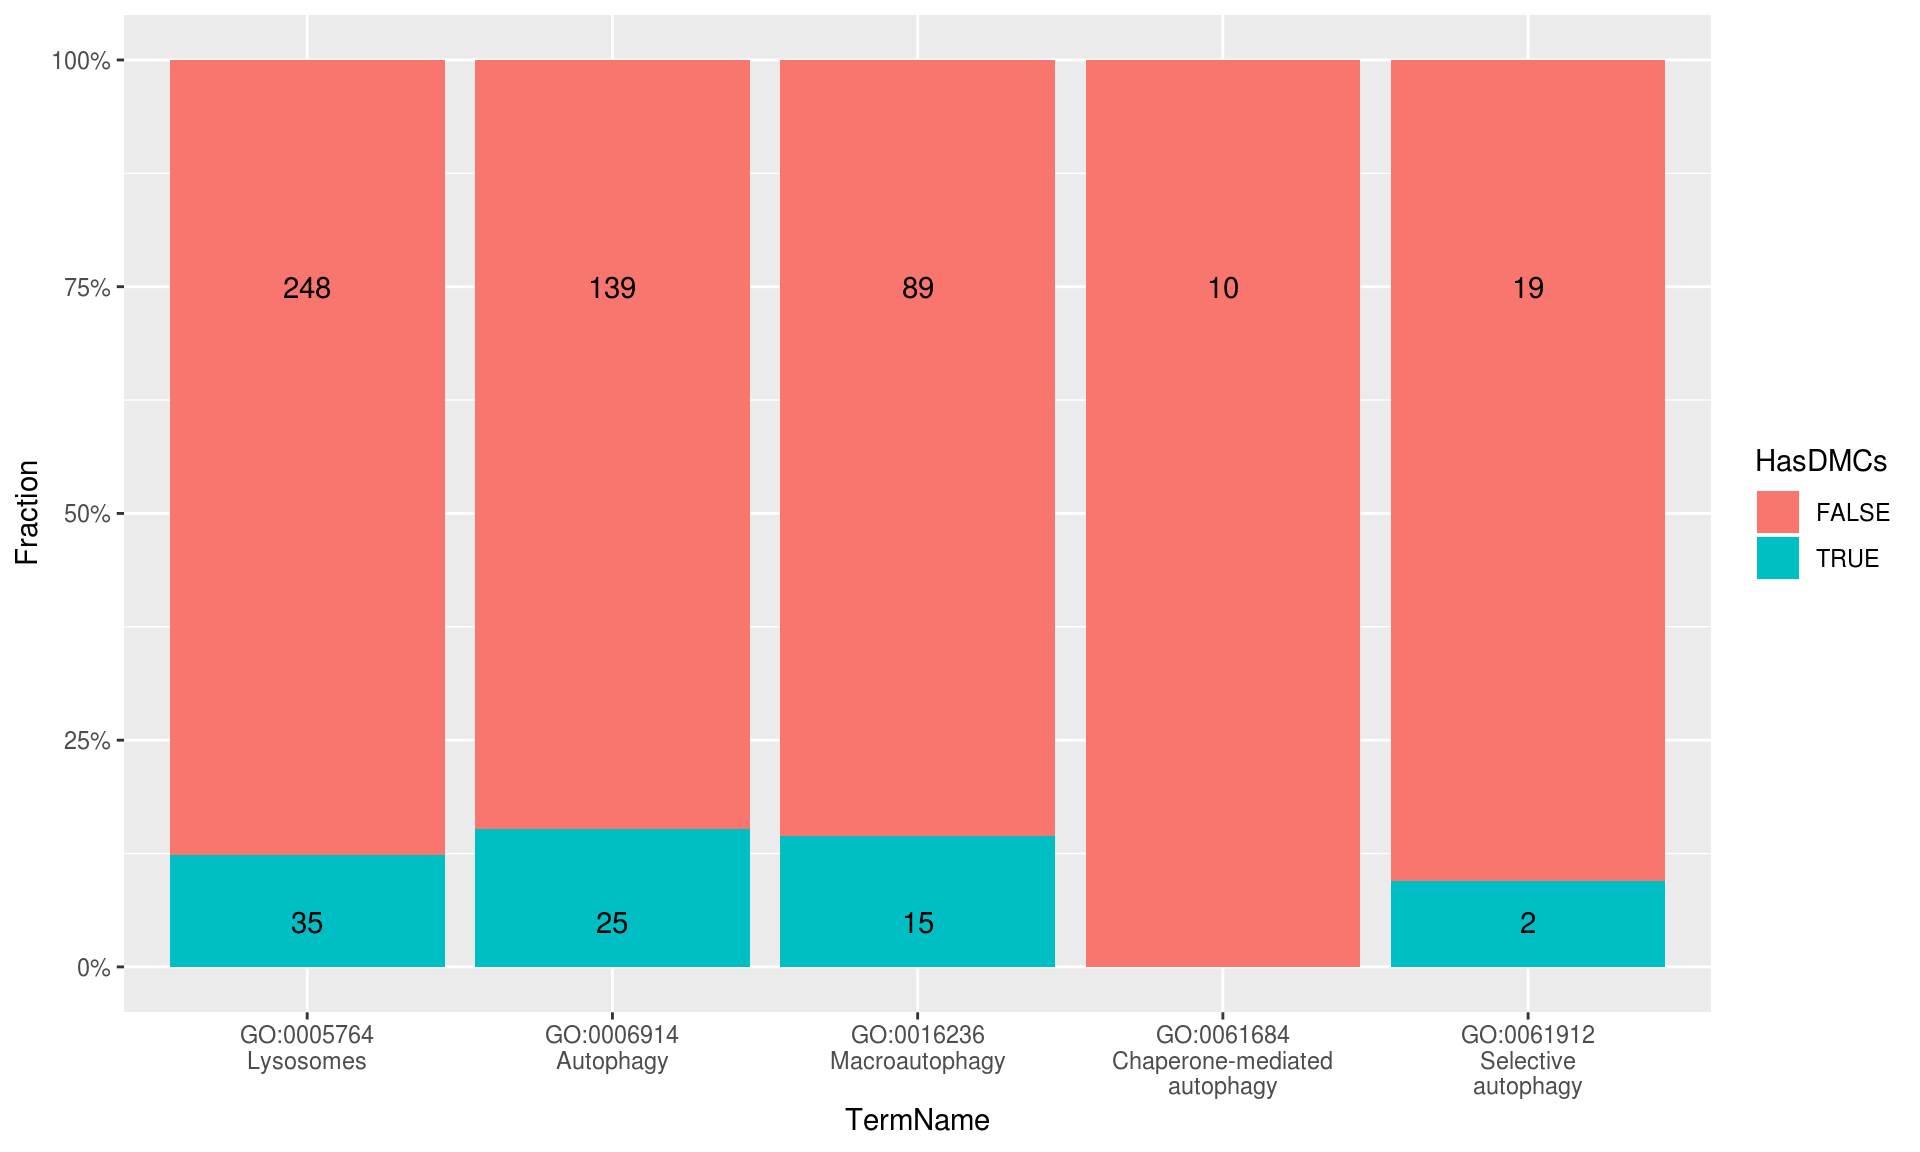 100%
75%
50%
25%
0%
Fraction
248
139
89
10
19
35
25
15
2
GO:0005764
Lysosomes
GO:0006914
Autophagy
GO:0016236
Macroautophagy
GO:0061684
Chaperone-mediated
autophagy
GO:0061912
Selective
autophagy
TermName
HasDMCs
FALSE
TRUE